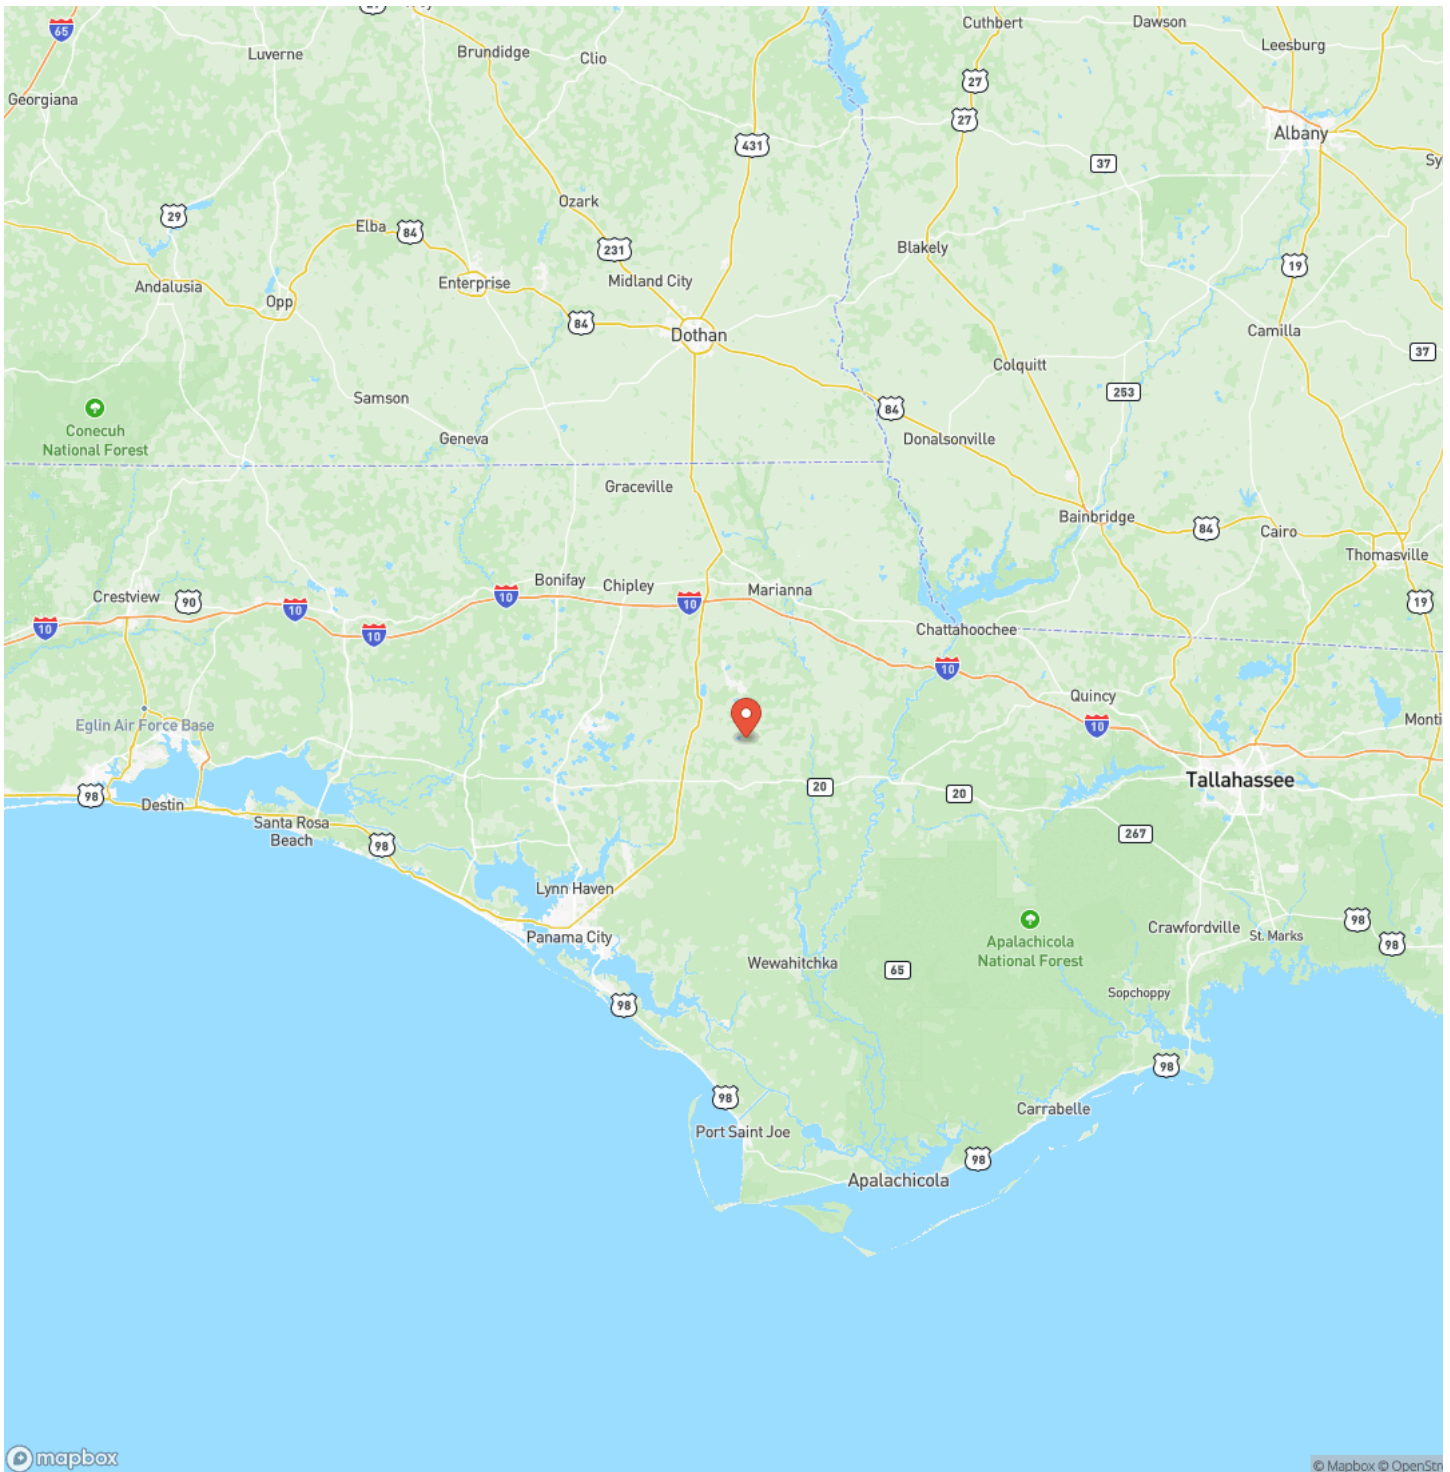 65
27
Luverne
Brundidge
Clio
Cuthbert
Dawson
Leesburg
Georgiana
27
27
Albany
431
37
Sy
Ozark
29
Elba
84
231
Blakely
19
Andalusia
Opp
Enterprise
Midland City
84
Dothan
Camilla
37
Colquitt
253
Samson
84
Conecuh
National Forest
Geneva
Donalsonville
Graceville
Bainbridge
84
Cairo
Thomasville
Crestview
90
10
10
10
10
Bonifay
Chipley
10
Marianna
19
Chattahoochee
10
Quincy
10
Monti
Eglin Air Force Base
98
Destin
Santa Rosa
Beach
98
20
20
Tallahassee
267
Lynn Haven
Panama City
Apalachicola
National Forest
Crawfordville
St. Marks
98
98
Wewahitchka
65
Sopchoppy
98
98
98
Carrabelle
Port Saint Joe
98
Apalachicola
mapbox
© Mapbox © OpenStr